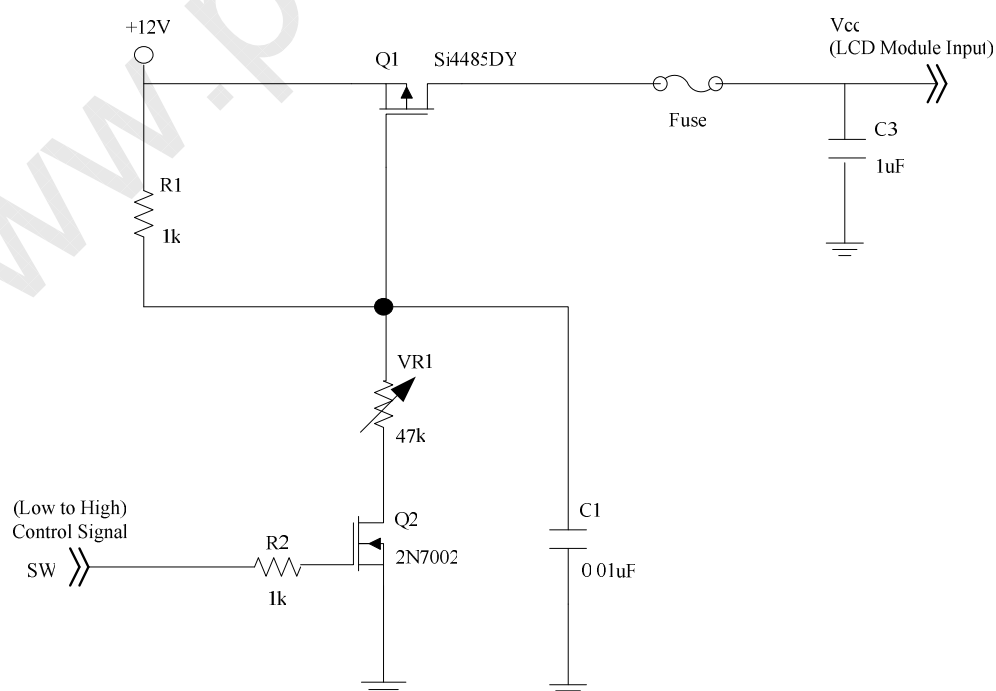 +12V
Vcc
(LCD Module Input)
Q1
Si4485DY
Fuse
C3
1uF
R1
1k
VR1
47k
(Low to High)
Control Signal
SW
R2
1k
Q2
2N7002
C1
0.01uF
www.p